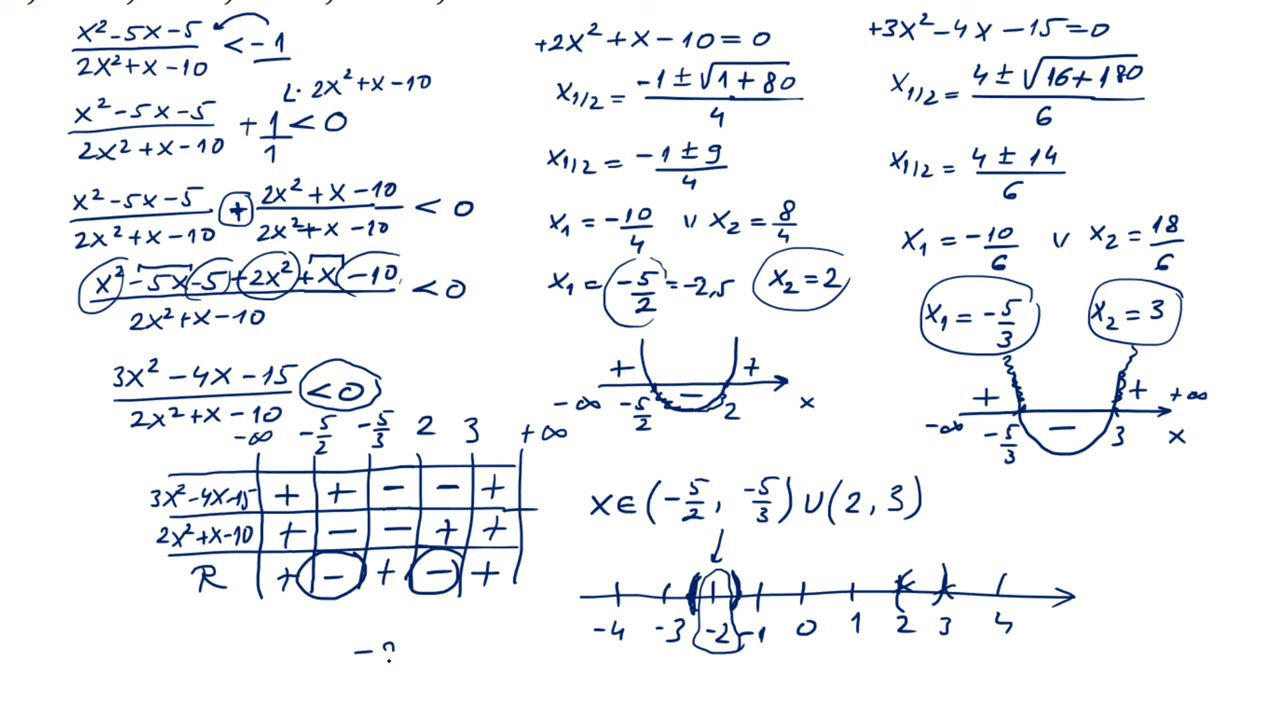 x²-5x-5 / 2x²+x-10 < -1
/· 2x²+x-10
x²-5x-5 / 2x²+x-10 + 1/1 < 0
x²-5x-5 / 2x²+x-10 + 2x²+x-10 / 2x²+x-10 < 0
x²-5x-5+2x²+x-10 / 2x²+x-10 < 0
3x²-4x-15 / 2x²+x-10 < 0
-∞ -5/2 -5/3 2 3 +∞
3x²-4x-15 + + - - +
2x²+x-10 + - - + +
R + - + - +
- ?
+2x²+x-10=0
x1/2 = -1±√1+80 / 4
x1/2 = -1±9 / 4
x1 = -10/4 ∨ x2 = 8/4
x1 = -5/2 = -2,5 x2 = 2
+ - +
-∞ -5/2 2 x
+3x²-4x-15=0
x1/2 = 4±√16+180 / 6
x1/2 = 4±14 / 6
x1 = -10/6 ∨ x2 = 18/6
x1 = -5/3 x2 = 3
+ - + +∞
-∞ -5/3 3 x
x∈(-5/2, -5/3)∪(2,3)
-4 -3 -2 -1 0 1 2 3 4